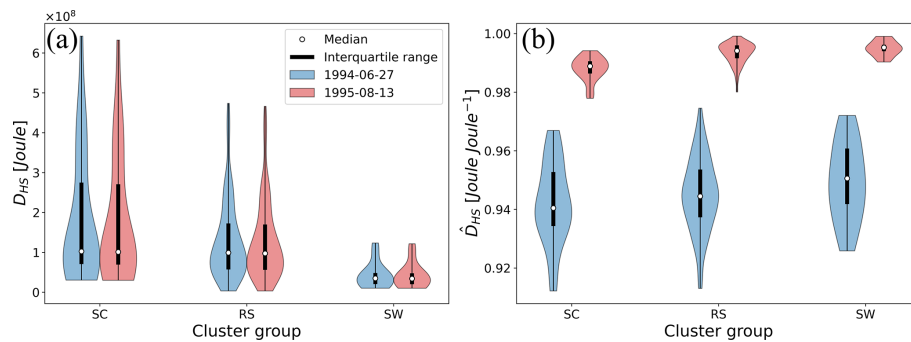 ×10⁸
(a)
Median
Interquartile range
1994-06-27
1995-08-13
D_HS [Joule]
6
5
4
3
2
1
0
SC RS SW
Cluster group
(b)
D̂_HS [Joule Joule⁻¹]
1.00
0.98
0.96
0.94
0.92
SC RS SW
Cluster group